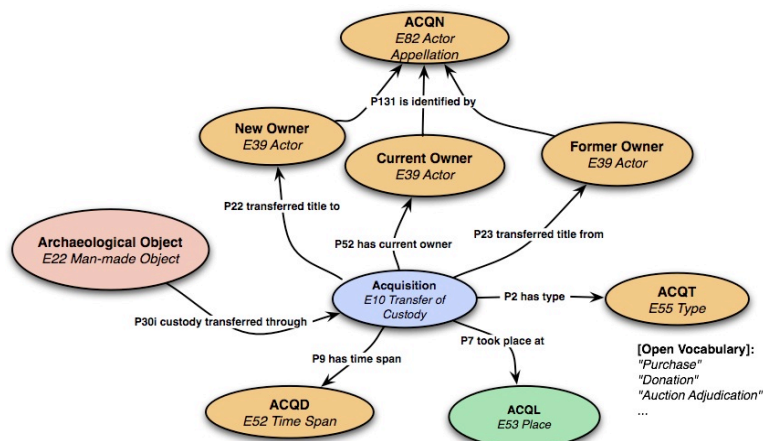 ACQN
E82 Actor
Appellation
P131 is identified by
New Owner
E39 Actor
Current Owner
E39 Actor
Former Owner
E39 Actor
P22 transferred title to
P52 has current owner
P23 transferred title from
Archaeological Object
E22 Man-made Object
Acquisition
E10 Transfer of
Custody
P2 has type
ACQT
E55 Type
P30i custody transferred through
P9 has time span
P7 took place at
[Open Vocabulary]:
"Purchase"
"Donation"
"Auction Adjudication"
...
ACQD
E52 Time Span
ACQL
E53 Place